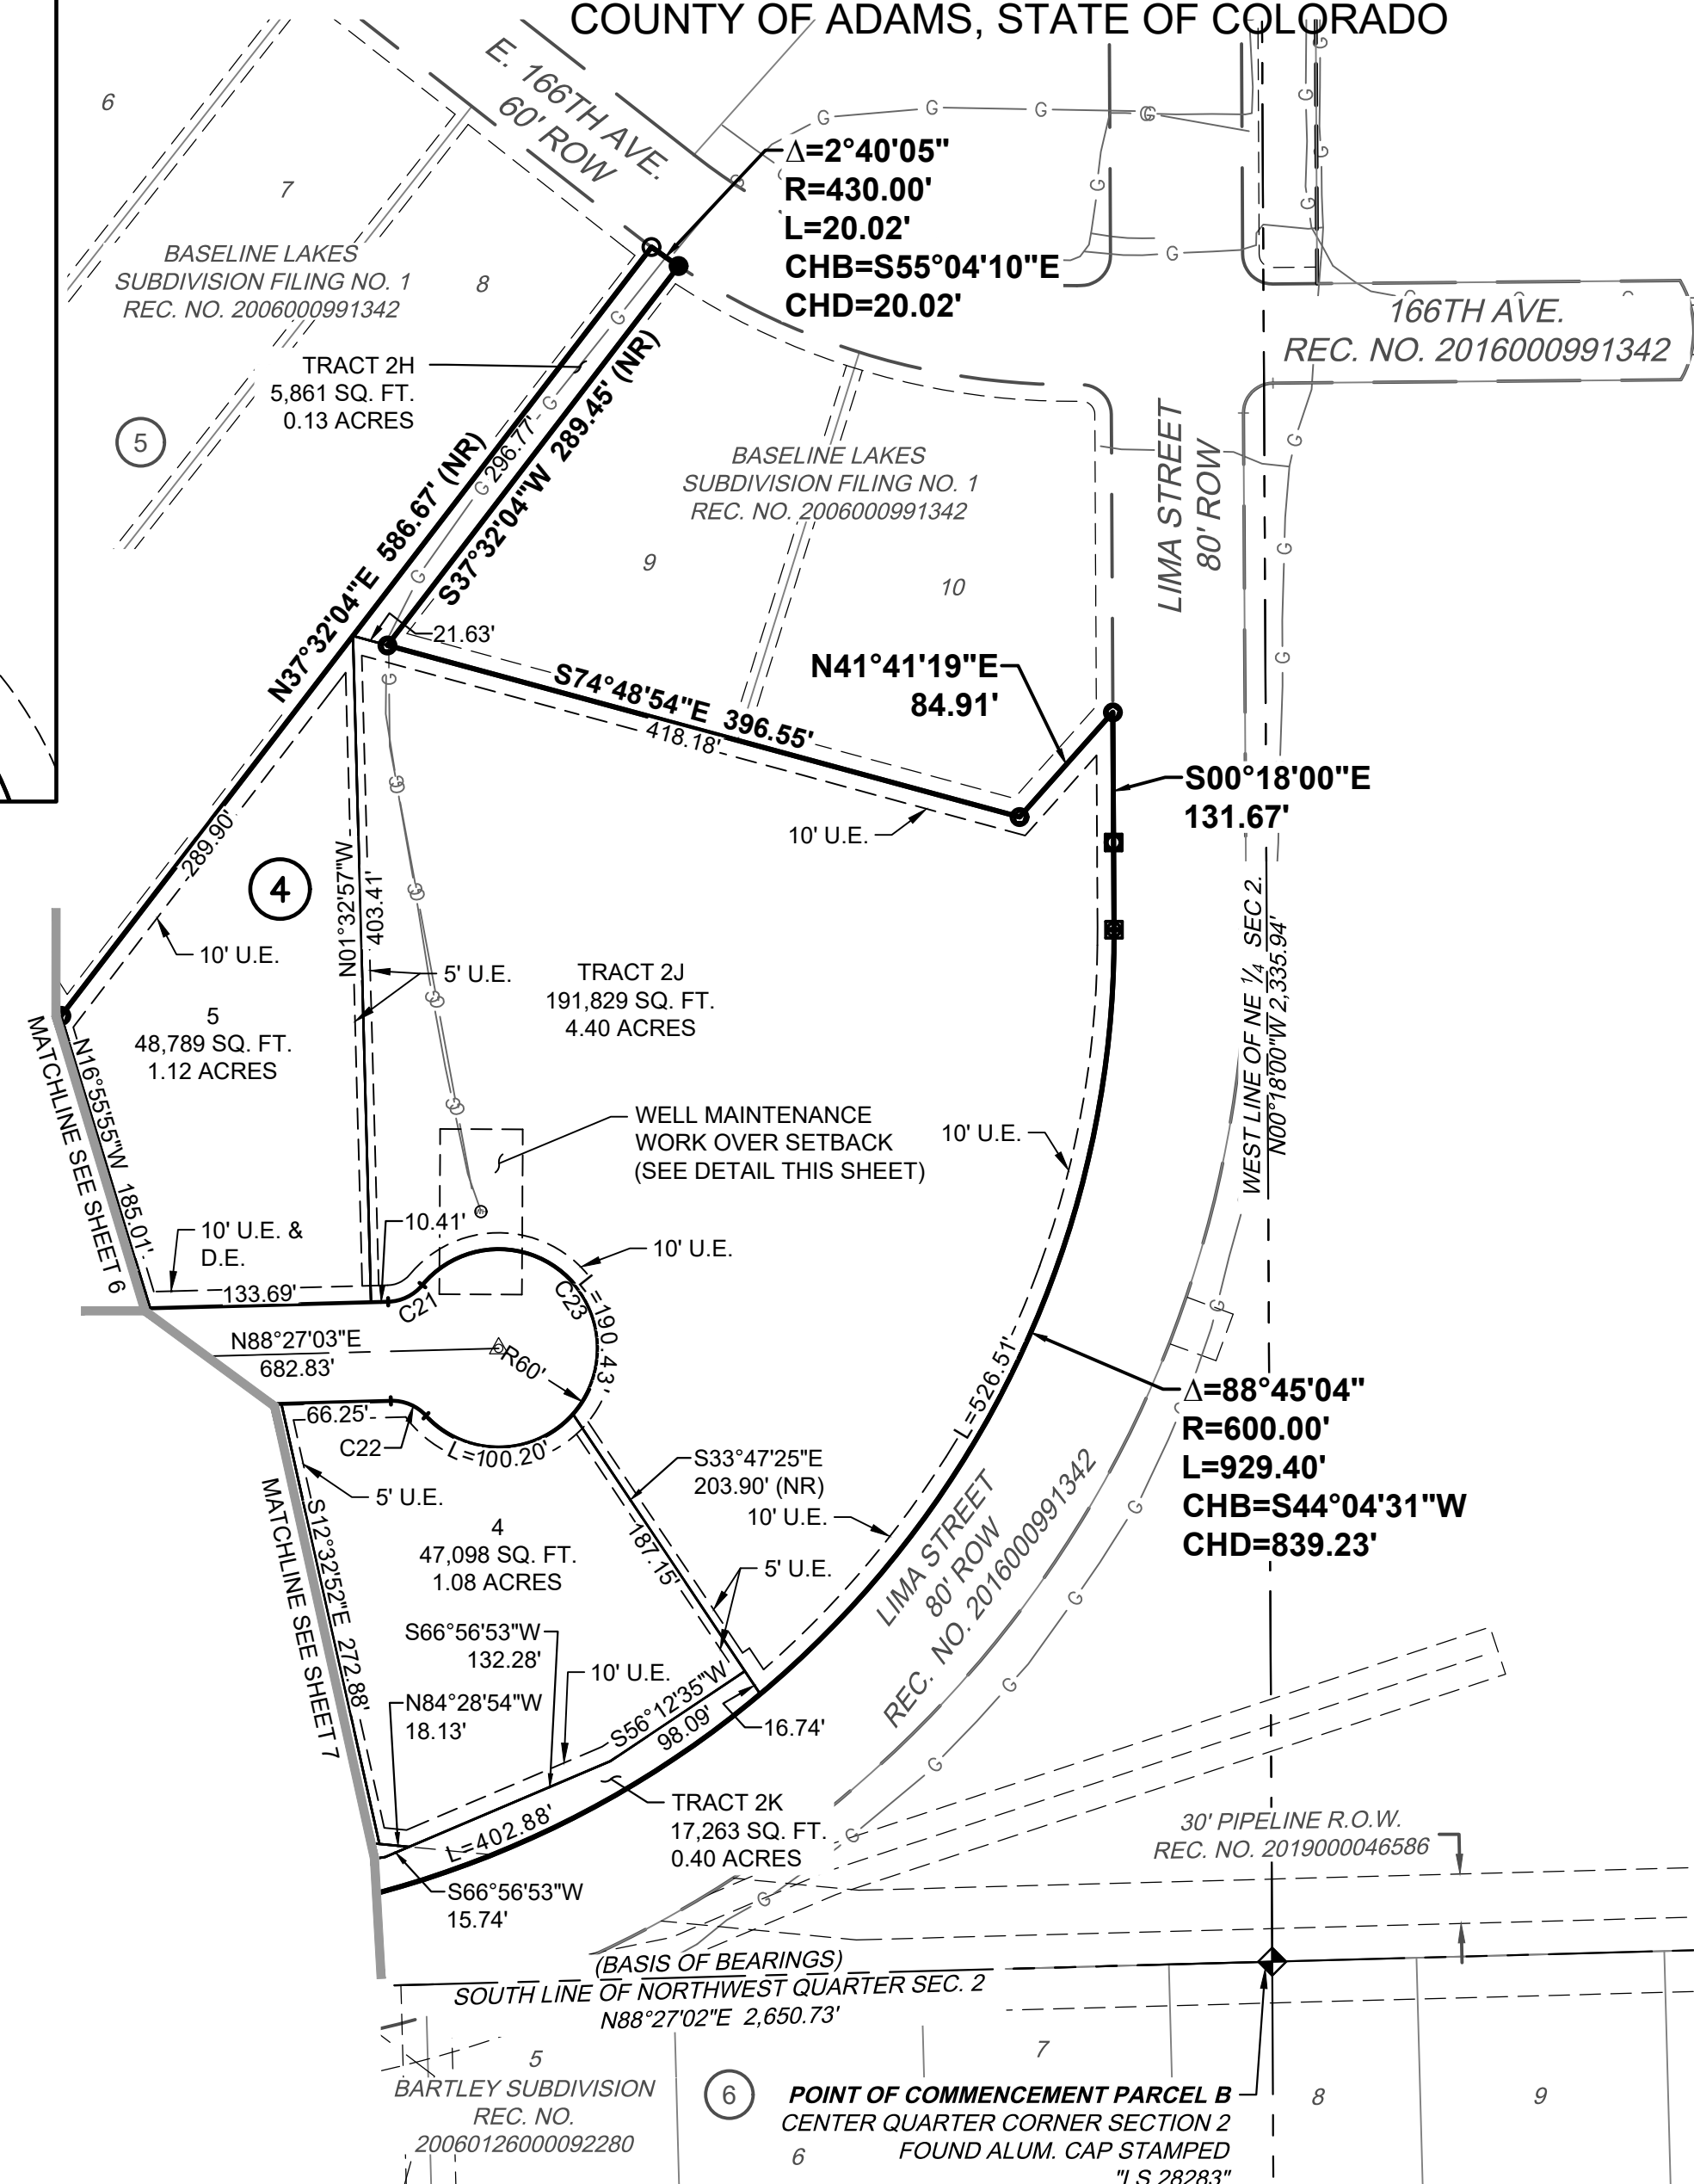 COUNTY OF ADAMS, STATE OF COLORADO
E. 166TH AVE.
60' ROW
6
7
8
BASELINE LAKES
SUBDIVISION FILING NO. 1
REC. NO. 2006000991342
5
TRACT 2H
5,861 SQ. FT.
0.13 ACRES
Δ=2°40'05"
R=430.00'
L=20.02'
CHB=S55°04'10"E
CHD=20.02'
G
166TH AVE.
REC. NO. 2016000991342
LIMA STREET
80' ROW
BASELINE LAKES
SUBDIVISION FILING NO. 1
REC. NO. 2006000991342
9
10
N37°32'04"E 586.67' (NR)
296.77'
S37°32'04"W 289.45' (NR)
21.63'
S74°48'54"E 396.55'
418.18'
N41°41'19"E
84.91'
S00°18'00"E
131.67'
10' U.E.
289.90'
4
N01°32'57"W
403.41'
10' U.E.
5' U.E.
5
48,789 SQ. FT.
1.12 ACRES
TRACT 2J
191,829 SQ. FT.
4.40 ACRES
WEST LINE OF NE 1/4 SEC 2.
N00°18'00"W 2,335.94'
MATCHLINE SEE SHEET 6
N16°55'55"W 185.01'
WELL MAINTENANCE
WORK OVER SETBACK
(SEE DETAIL THIS SHEET)
10' U.E.
10' U.E. &
D.E.
133.69'
10.41'
10' U.E.
C21
C23
L=190.43'
N88°27'03"E
682.83'
R60'
66.25'
C22
L=100.20'
5' U.E.
S33°47'25"E
203.90' (NR)
187.15'
10' U.E.
5' U.E.
L=526.51'
Δ=88°45'04"
R=600.00'
L=929.40'
CHB=S44°04'31"W
CHD=839.23'
LIMA STREET
80' ROW
REC. NO. 2016000991342
MATCHLINE SEE SHEET 7
S12°32'52"E 272.88'
4
47,098 SQ. FT.
1.08 ACRES
S66°56'53"W
132.28'
10' U.E.
N84°28'54"W
18.13'
S56°12'35"W
98.09'
16.74'
L=402.88'
TRACT 2K
17,263 SQ. FT.
0.40 ACRES
S66°56'53"W
15.74'
30' PIPELINE R.O.W.
REC. NO. 2019000046586
(BASIS OF BEARINGS)
SOUTH LINE OF NORTHWEST QUARTER SEC. 2
N88°27'02"E 2,650.73'
5
BARTLEY SUBDIVISION
REC. NO.
20060126000092280
6
7
8
9
6
POINT OF COMMENCEMENT PARCEL B
CENTER QUARTER CORNER SECTION 2
FOUND ALUM. CAP STAMPED
"LS 28283"